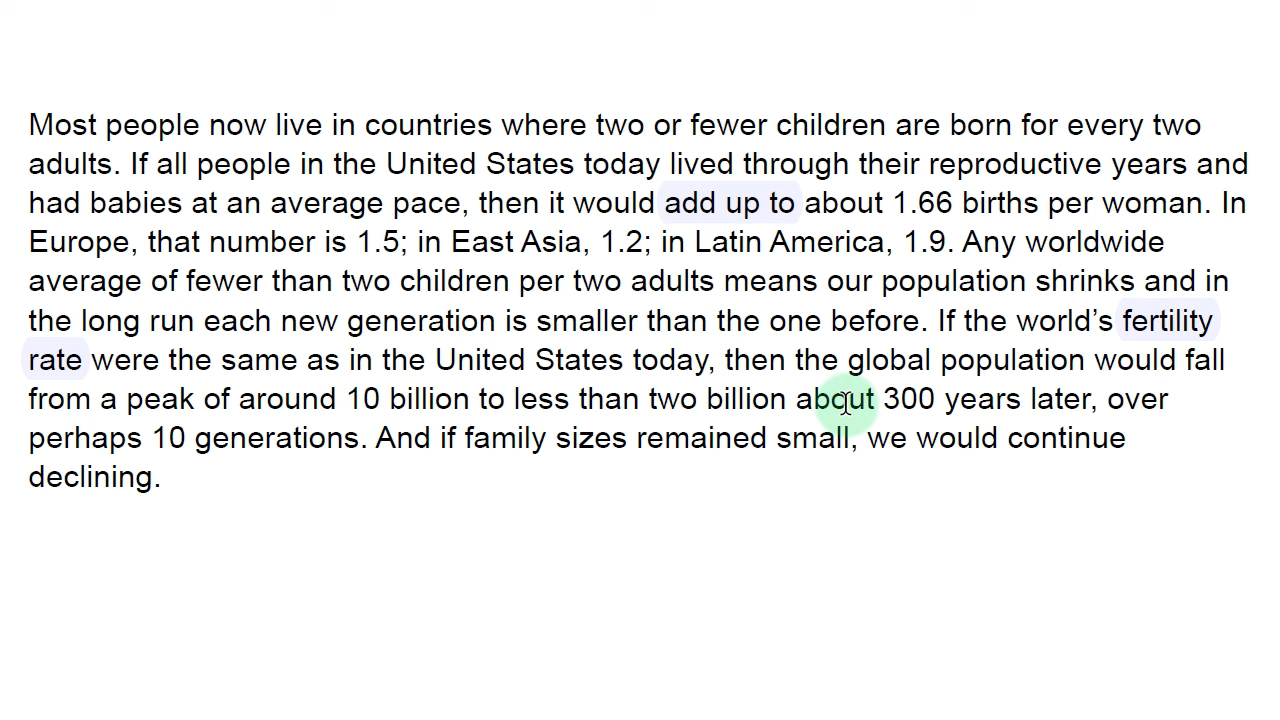 Most people now live in countries where two or fewer children are born for every two
adults. If all people in the United States today lived through their reproductive years and
had babies at an average pace, then it would add up to about 1.66 births per woman. In
Europe, that number is 1.5; in East Asia, 1.2; in Latin America, 1.9. Any worldwide
average of fewer than two children per two adults means our population shrinks and in
the long run each new generation is smaller than the one before. If the world’s fertility
rate were the same as in the United States today, then the global population would fall
from a peak of around 10 billion to less than two billion about 300 years later, over
perhaps 10 generations. And if family sizes remained small, we would continue
declining.